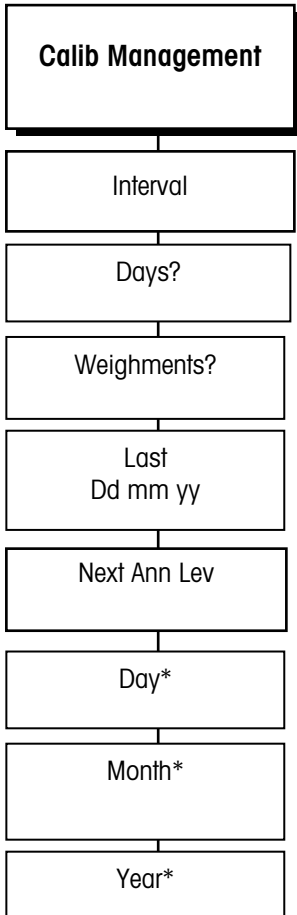 Calib Management
Interval
Days?
Weighments?
Last
Dd mm yy
Next Ann Lev
Day*
Month*
Year*